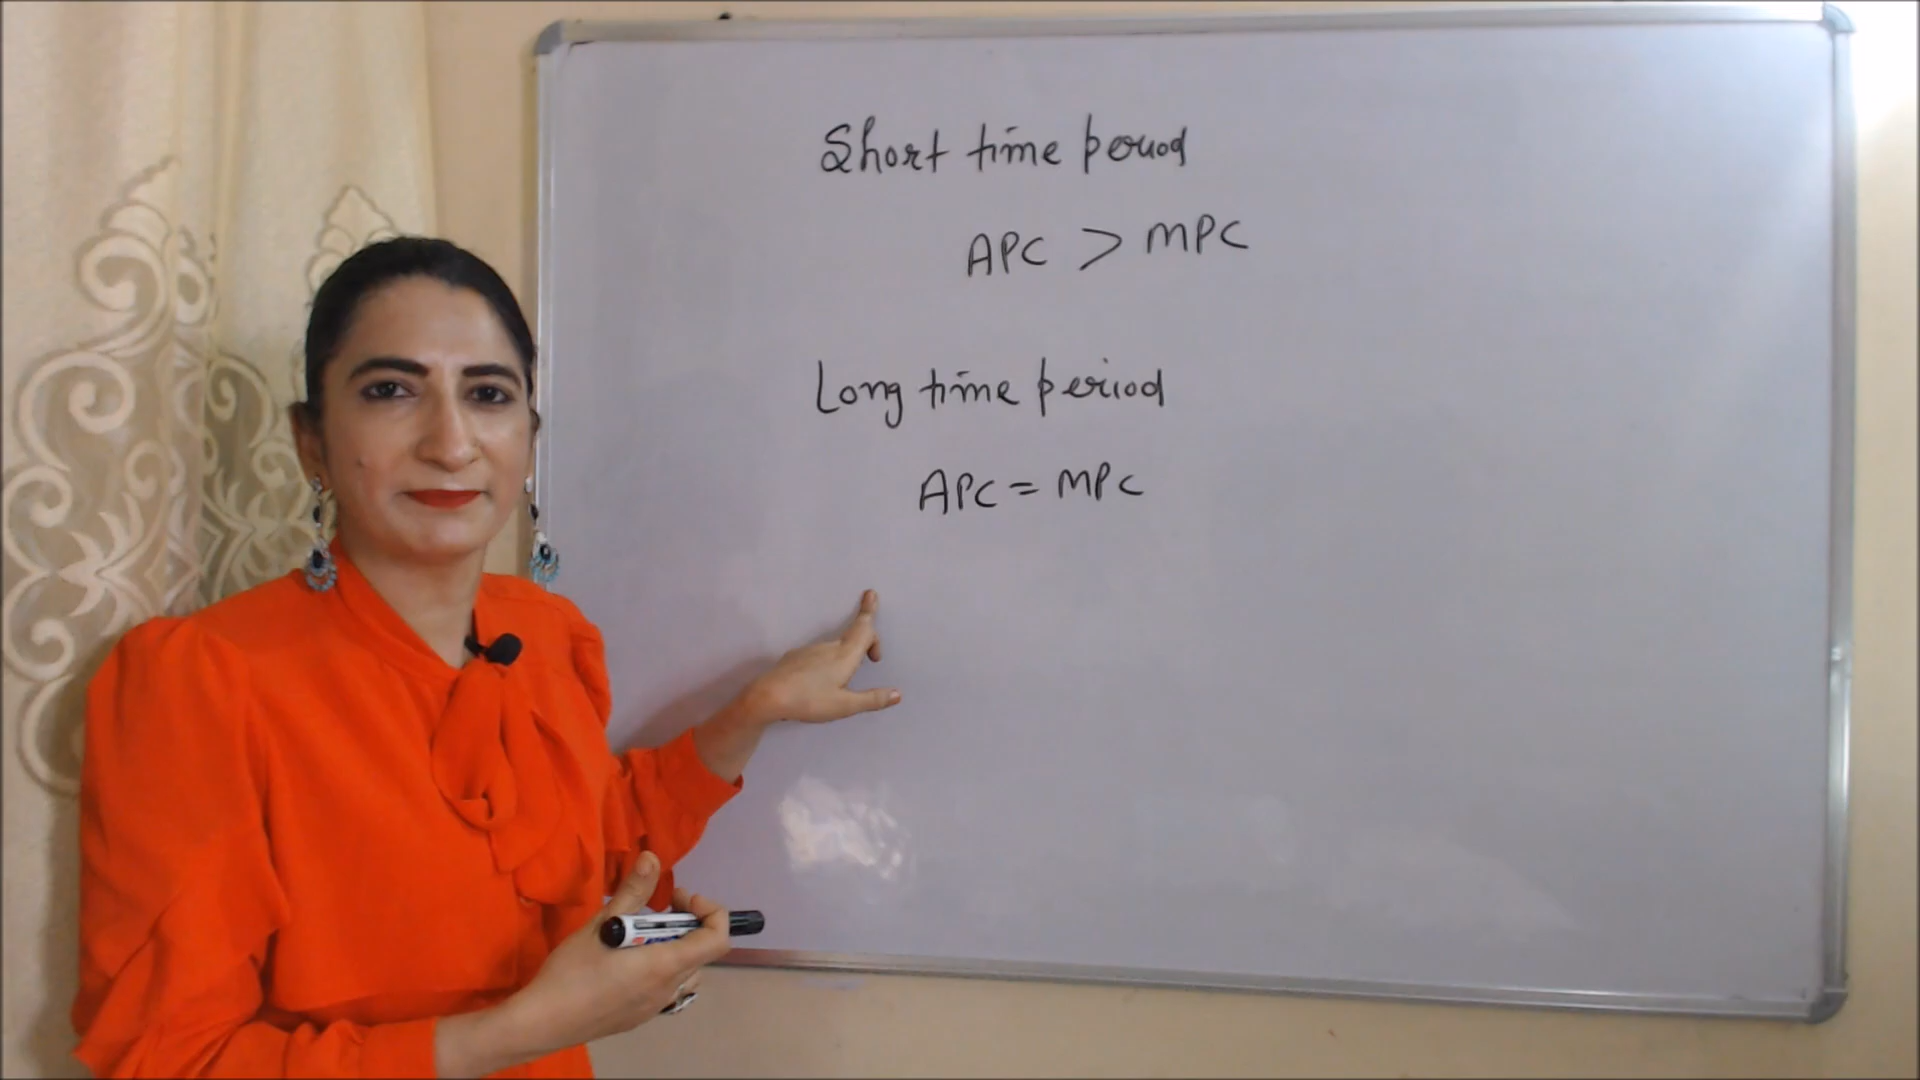 Short time period
APC > MPC
Long time period
APC = MPC